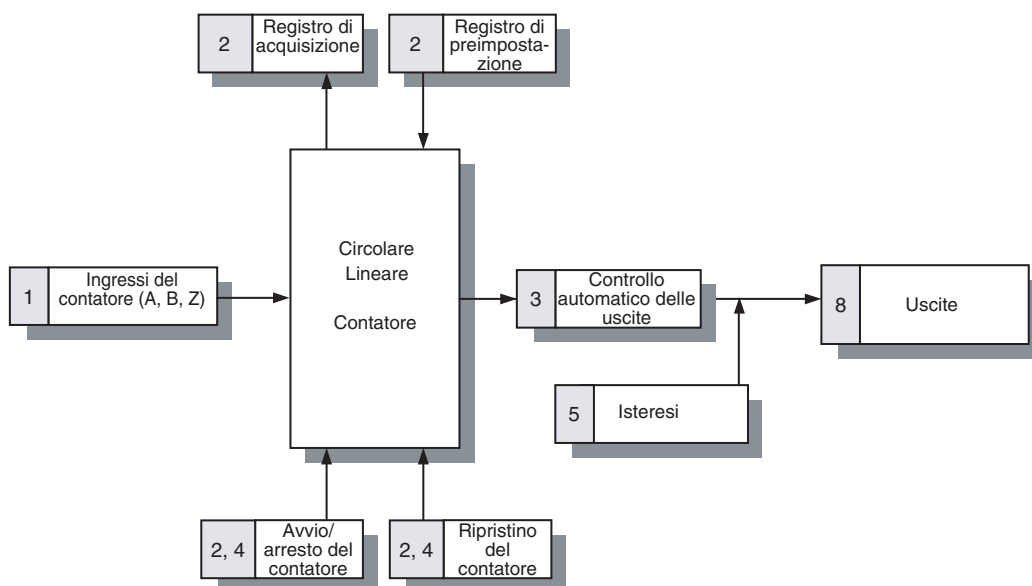 2
Registro di
acquisizione
2
Registro di
preimposta-
zione
Circolare
Lineare
Contatore
1
Ingressi del
contatore (A, B, Z)
3
Controllo
automatico delle
uscite
8
Uscite
5
Isteresi
2, 4
Avvio/
arresto del
contatore
2, 4
Ripristino
del
contatore